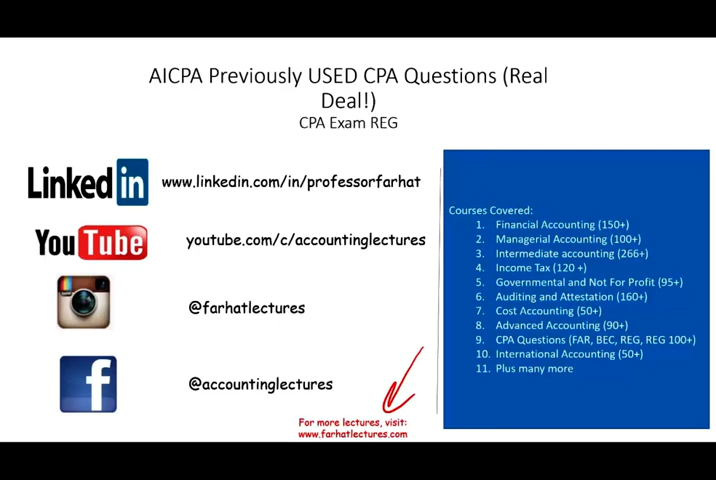 AICPA Previously USED CPA Questions (Real
Deal!)
CPA Exam REG
Linked in
www.linkedin.com/in/professorfarhat
YouTube
youtube.com/c/accountinglectures
@farhatlectures
f
@accountinglectures
For more lectures, visit:
www.farhatlectures.com
Courses Covered:
1. Financial Accounting (150+)
2. Managerial Accounting (100+)
3. Intermediate accounting (266+)
4. Income Tax (120 +)
5. Governmental and Not For Profit (95+)
6. Auditing and Attestation (160+)
7. Cost Accounting (50+)
8. Advanced Accounting (90+)
9. CPA Questions (FAR, BEC, REG, REG 100+)
10. International Accounting (50+)
11. Plus many more